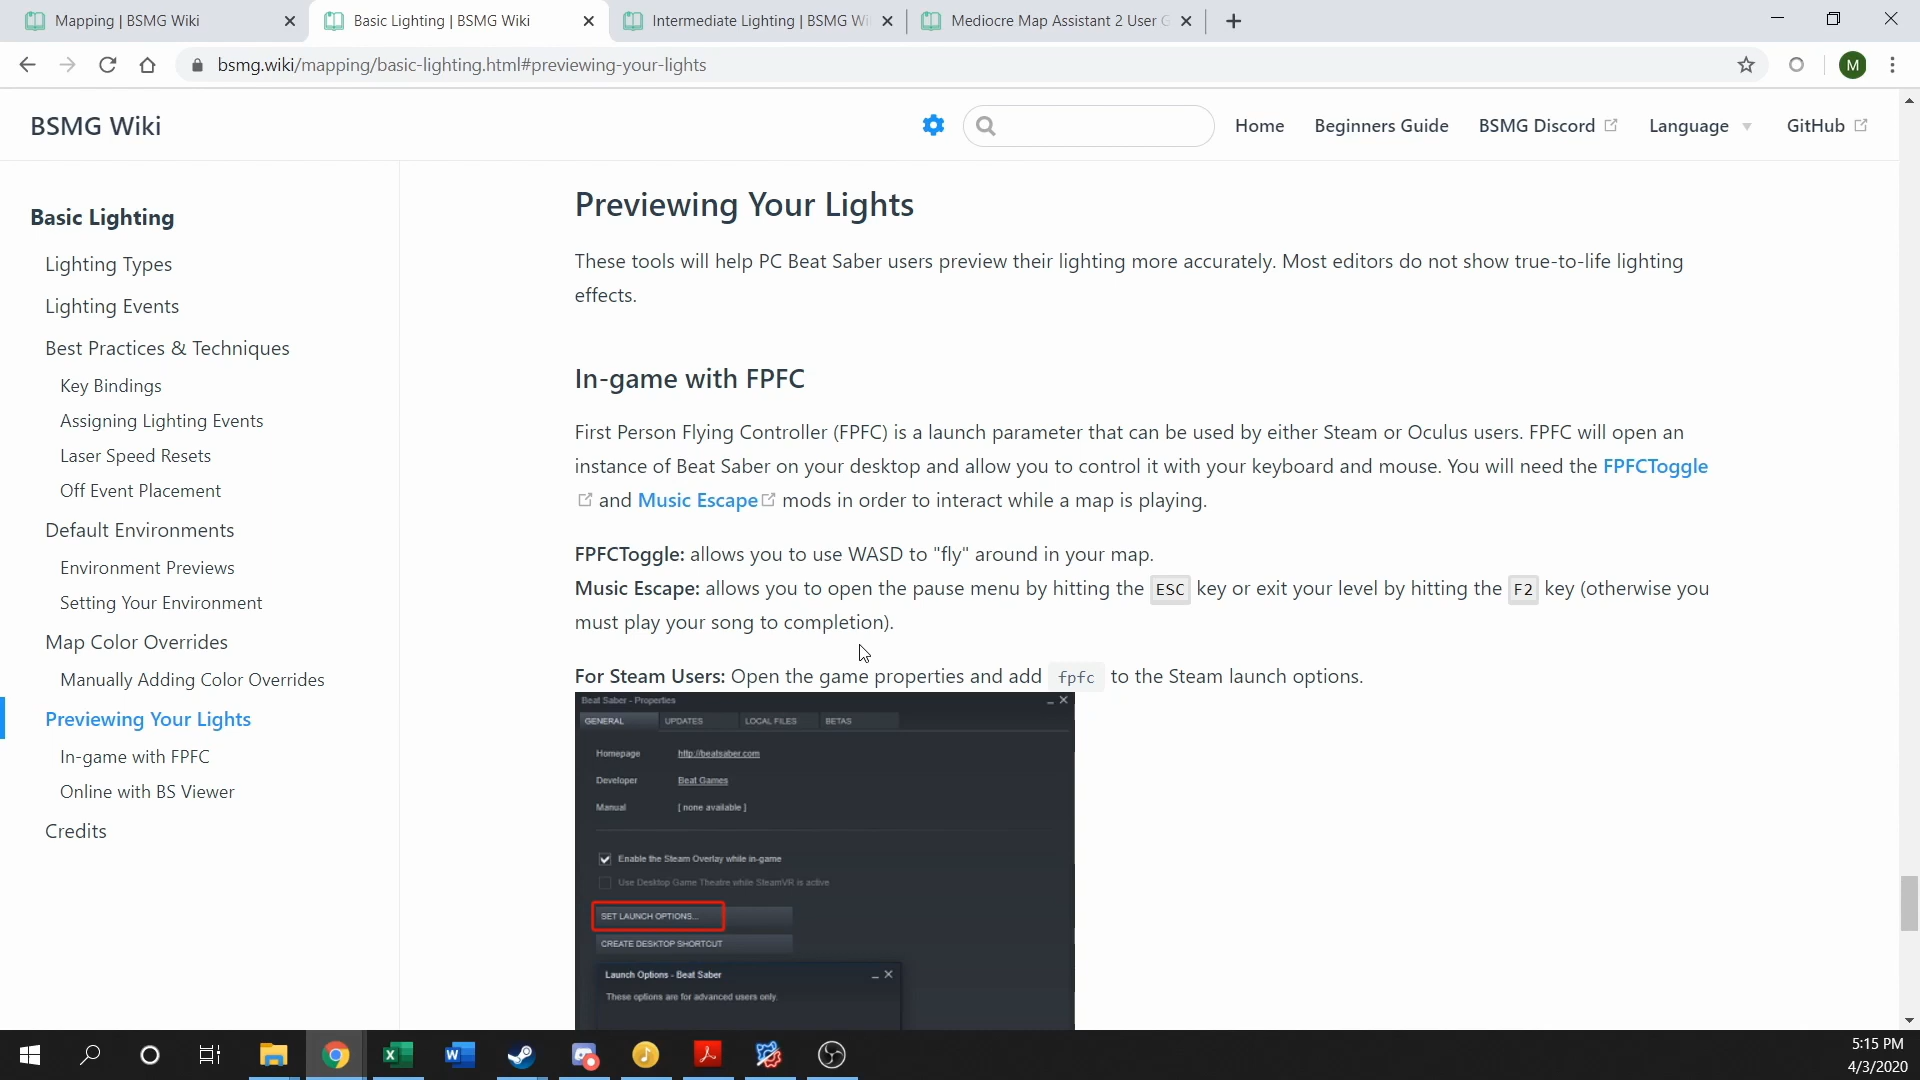 Mapping | BSMG Wiki
Basic Lighting | BSMG Wiki
Intermediate Lighting | BSMG Wi
Mediocre Map Assistant 2 User G
bsmg.wiki/mapping/basic-lighting.html#previewing-your-lights
M
BSMG Wiki
Home
Beginners Guide
BSMG Discord
Language
GitHub
Basic Lighting
Lighting Types
Lighting Events
Best Practices & Techniques
Key Bindings
Assigning Lighting Events
Laser Speed Resets
Off Event Placement
Default Environments
Environment Previews
Setting Your Environment
Map Color Overrides
Manually Adding Color Overrides
Previewing Your Lights
In-game with FPFC
Online with BS Viewer
Credits
Previewing Your Lights
These tools will help PC Beat Saber users preview their lighting more accurately. Most editors do not show true-to-life lighting
effects.
In-game with FPFC
First Person Flying Controller (FPFC) is a launch parameter that can be used by either Steam or Oculus users. FPFC will open an
instance of Beat Saber on your desktop and allow you to control it with your keyboard and mouse. You will need the FPFCToggle
and Music Escape mods in order to interact while a map is playing.
FPFCToggle: allows you to use WASD to "fly" around in your map.
Music Escape: allows you to open the pause menu by hitting the ESC key or exit your level by hitting the F2 key (otherwise you
must play your song to completion).
For Steam Users: Open the game properties and add fpfc to the Steam launch options.
Beat Saber - Properties
GENERAL UPDATES LOCAL FILES BETAS
Homepage http://beatsaber.com
Developer Beat Games
Manual [ none available ]
Enable the Steam Overlay while in-game
Use Desktop Game Theatre while SteamVR is active
SET LAUNCH OPTIONS...
CREATE DESKTOP SHORTCUT
Launch Options - Beat Saber
These options are for advanced users only.
5:15 PM
4/3/2020